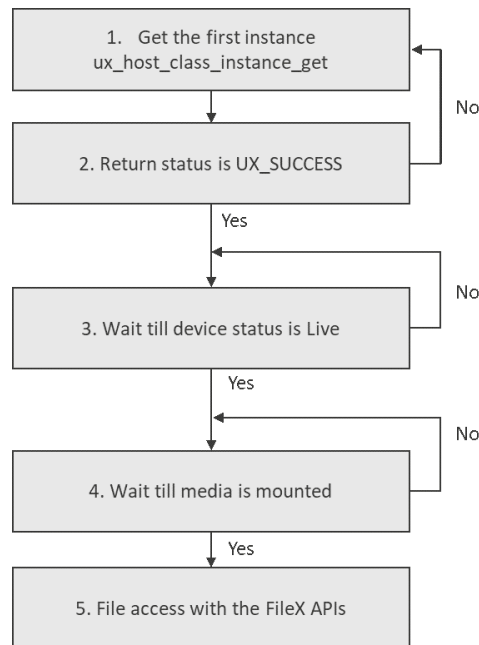 1. Get the first instance
ux_host_class_instance_get
No
2. Return status is UX_SUCCESS
Yes
No
3. Wait till device status is Live
Yes
No
4. Wait till media is mounted
Yes
5. File access with the FileX APIs